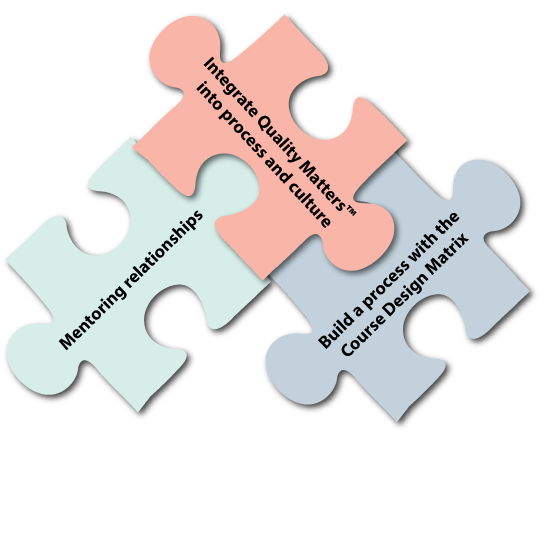 Integrate Quality Matters™
into process and culture
Mentoring relationships
Build a process with the
Course Design Matrix